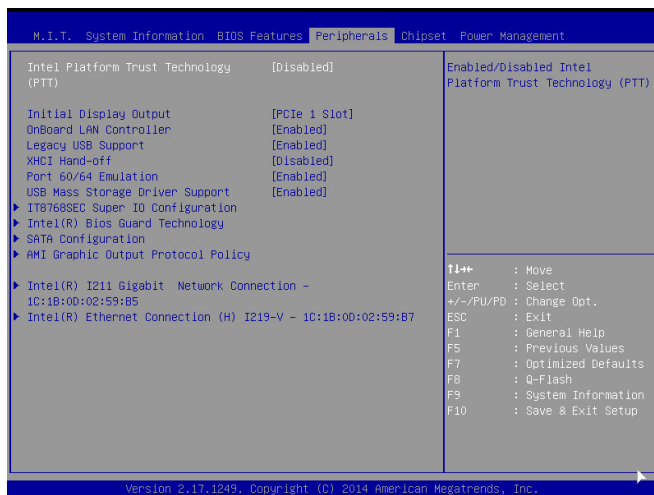 M.I.T. System Information BIOS Features Peripherals Chipset Power Management
Intel Platform Trust Technology [Disabled]
(PTT)
Initial Display Output [PCIe 1 Slot]
OnBoard LAN Controller [Enabled]
Legacy USB Support [Enabled]
XHCI Hand-off [Disabled]
Port 60/64 Emulation [Enabled]
USB Mass Storage Driver Support [Enabled]
IT8768SEC Super IO Configuration
Intel(R) Bios Guard Technology
SATA Configuration
AMI Graphic Output Protocol Policy
Intel(R) I211 Gigabit Network Connection -
1C:1B:0D:02:59:B5
Intel(R) Ethernet Connection (H) I219-V - 1C:1B:0D:02:59:B7
Enabled/Disabled Intel
Platform Trust Technology (PTT)
↑↓→← : Move
Enter : Select
+/-/PU/PD : Change Opt.
ESC : Exit
F1 : General Help
F5 : Previous Values
F7 : Optimized Defaults
F8 : Q-Flash
F9 : System Information
F10 : Save & Exit Setup
Version 2.17.1249. Copyright (C) 2014 American Megatrends, Inc.